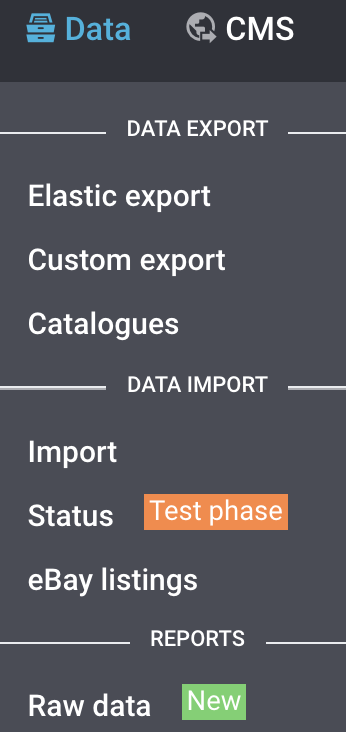 Data CMS
DATA EXPORT
Elastic export
Custom export
Catalogues
DATA IMPORT
Import
Status Test phase
eBay listings
REPORTS
Raw data New